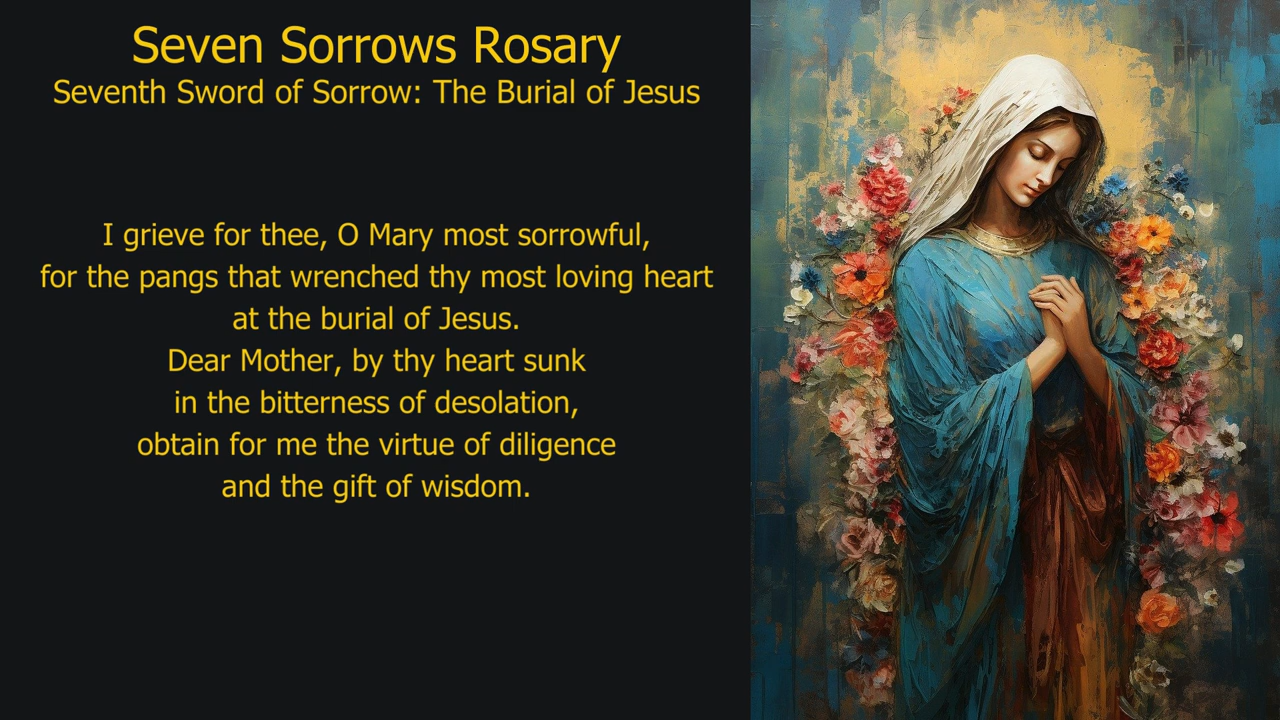 Seven Sorrows Rosary
Seventh Sword of Sorrow: The Burial of Jesus
I grieve for thee, O Mary most sorrowful,
for the pangs that wrenched thy most loving heart
at the burial of Jesus.
Dear Mother, by thy heart sunk
in the bitterness of desolation,
obtain for me the virtue of diligence
and the gift of wisdom.